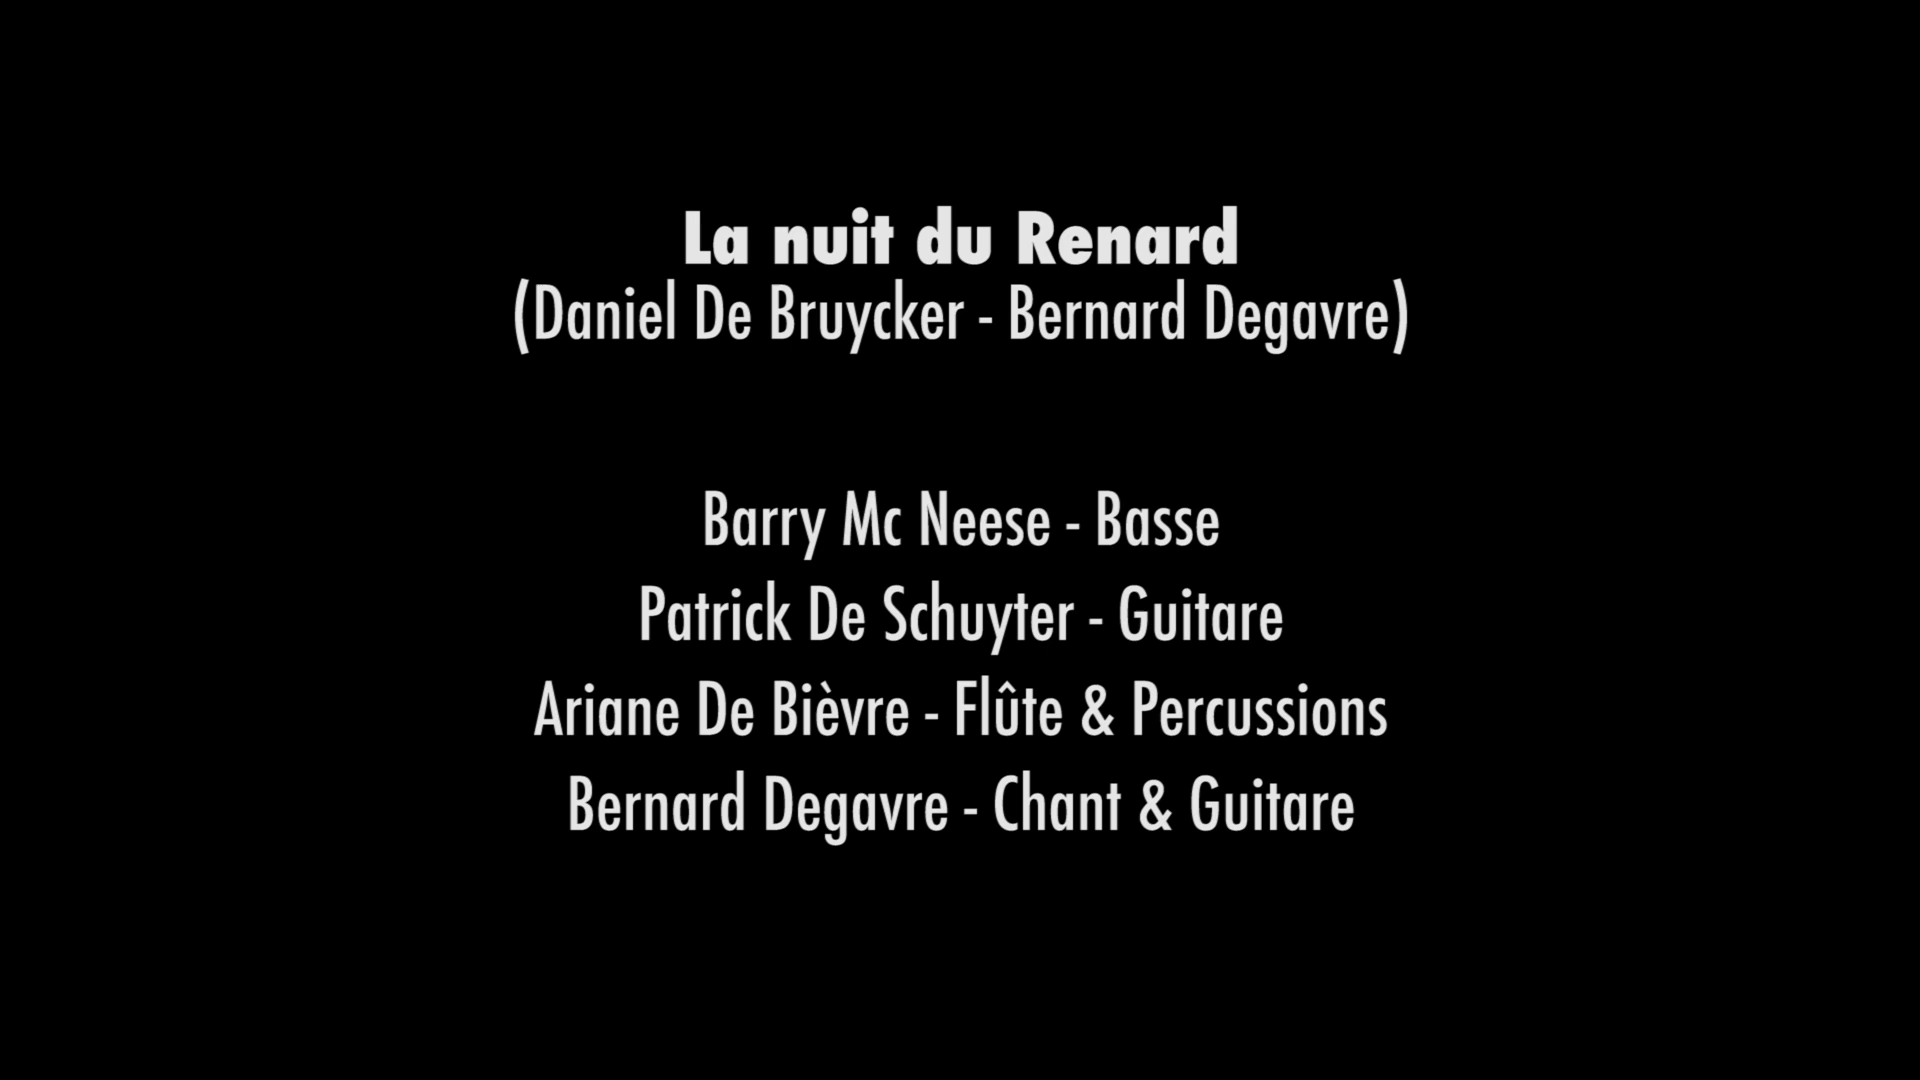 La nuit du Renard
(Daniel De Bruycker - Bernard Degavre)
Barry Mc Neese - Basse
Patrick De Schuyter - Guitare
Ariane De Bièvre - Flûte & Percussions
Bernard Degavre - Chant & Guitare